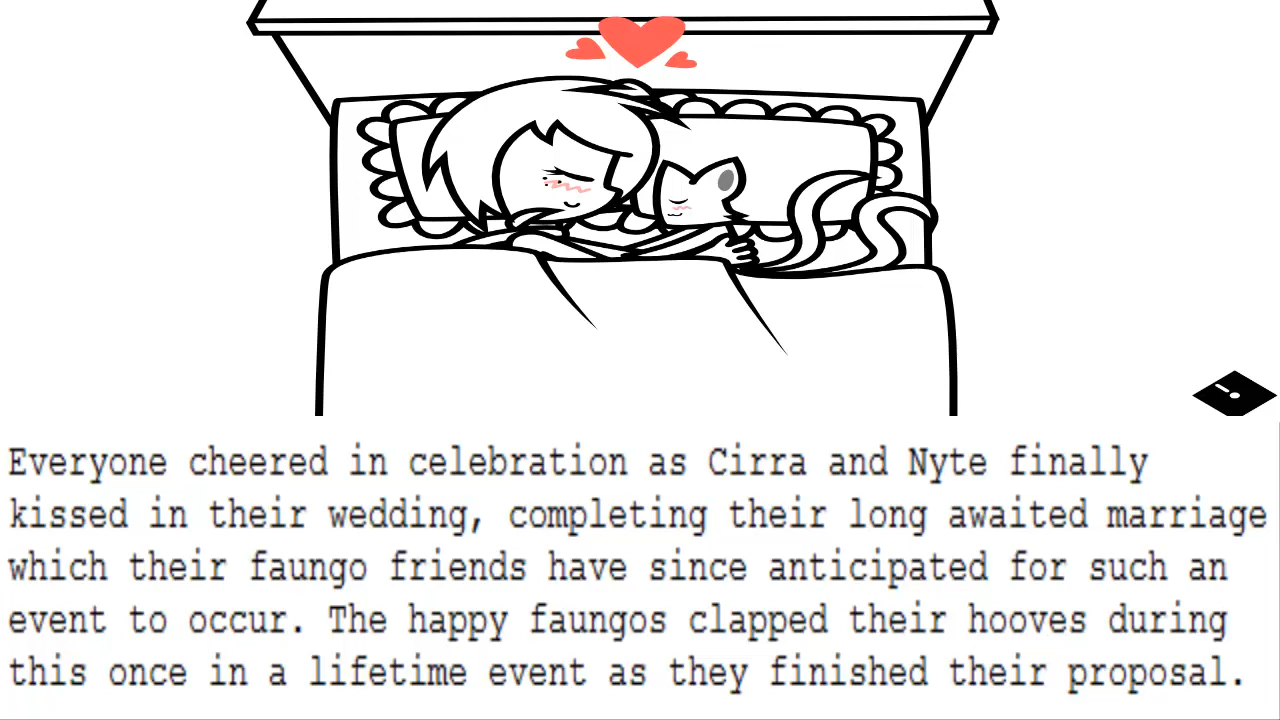 Everyone cheered in celebration as Cirra and Nyte finally
kissed in their wedding, completing their long awaited marriage
which their faungo friends have since anticipated for such an
event to occur. The happy faungos clapped their hooves during
this once in a lifetime event as they finished their proposal.